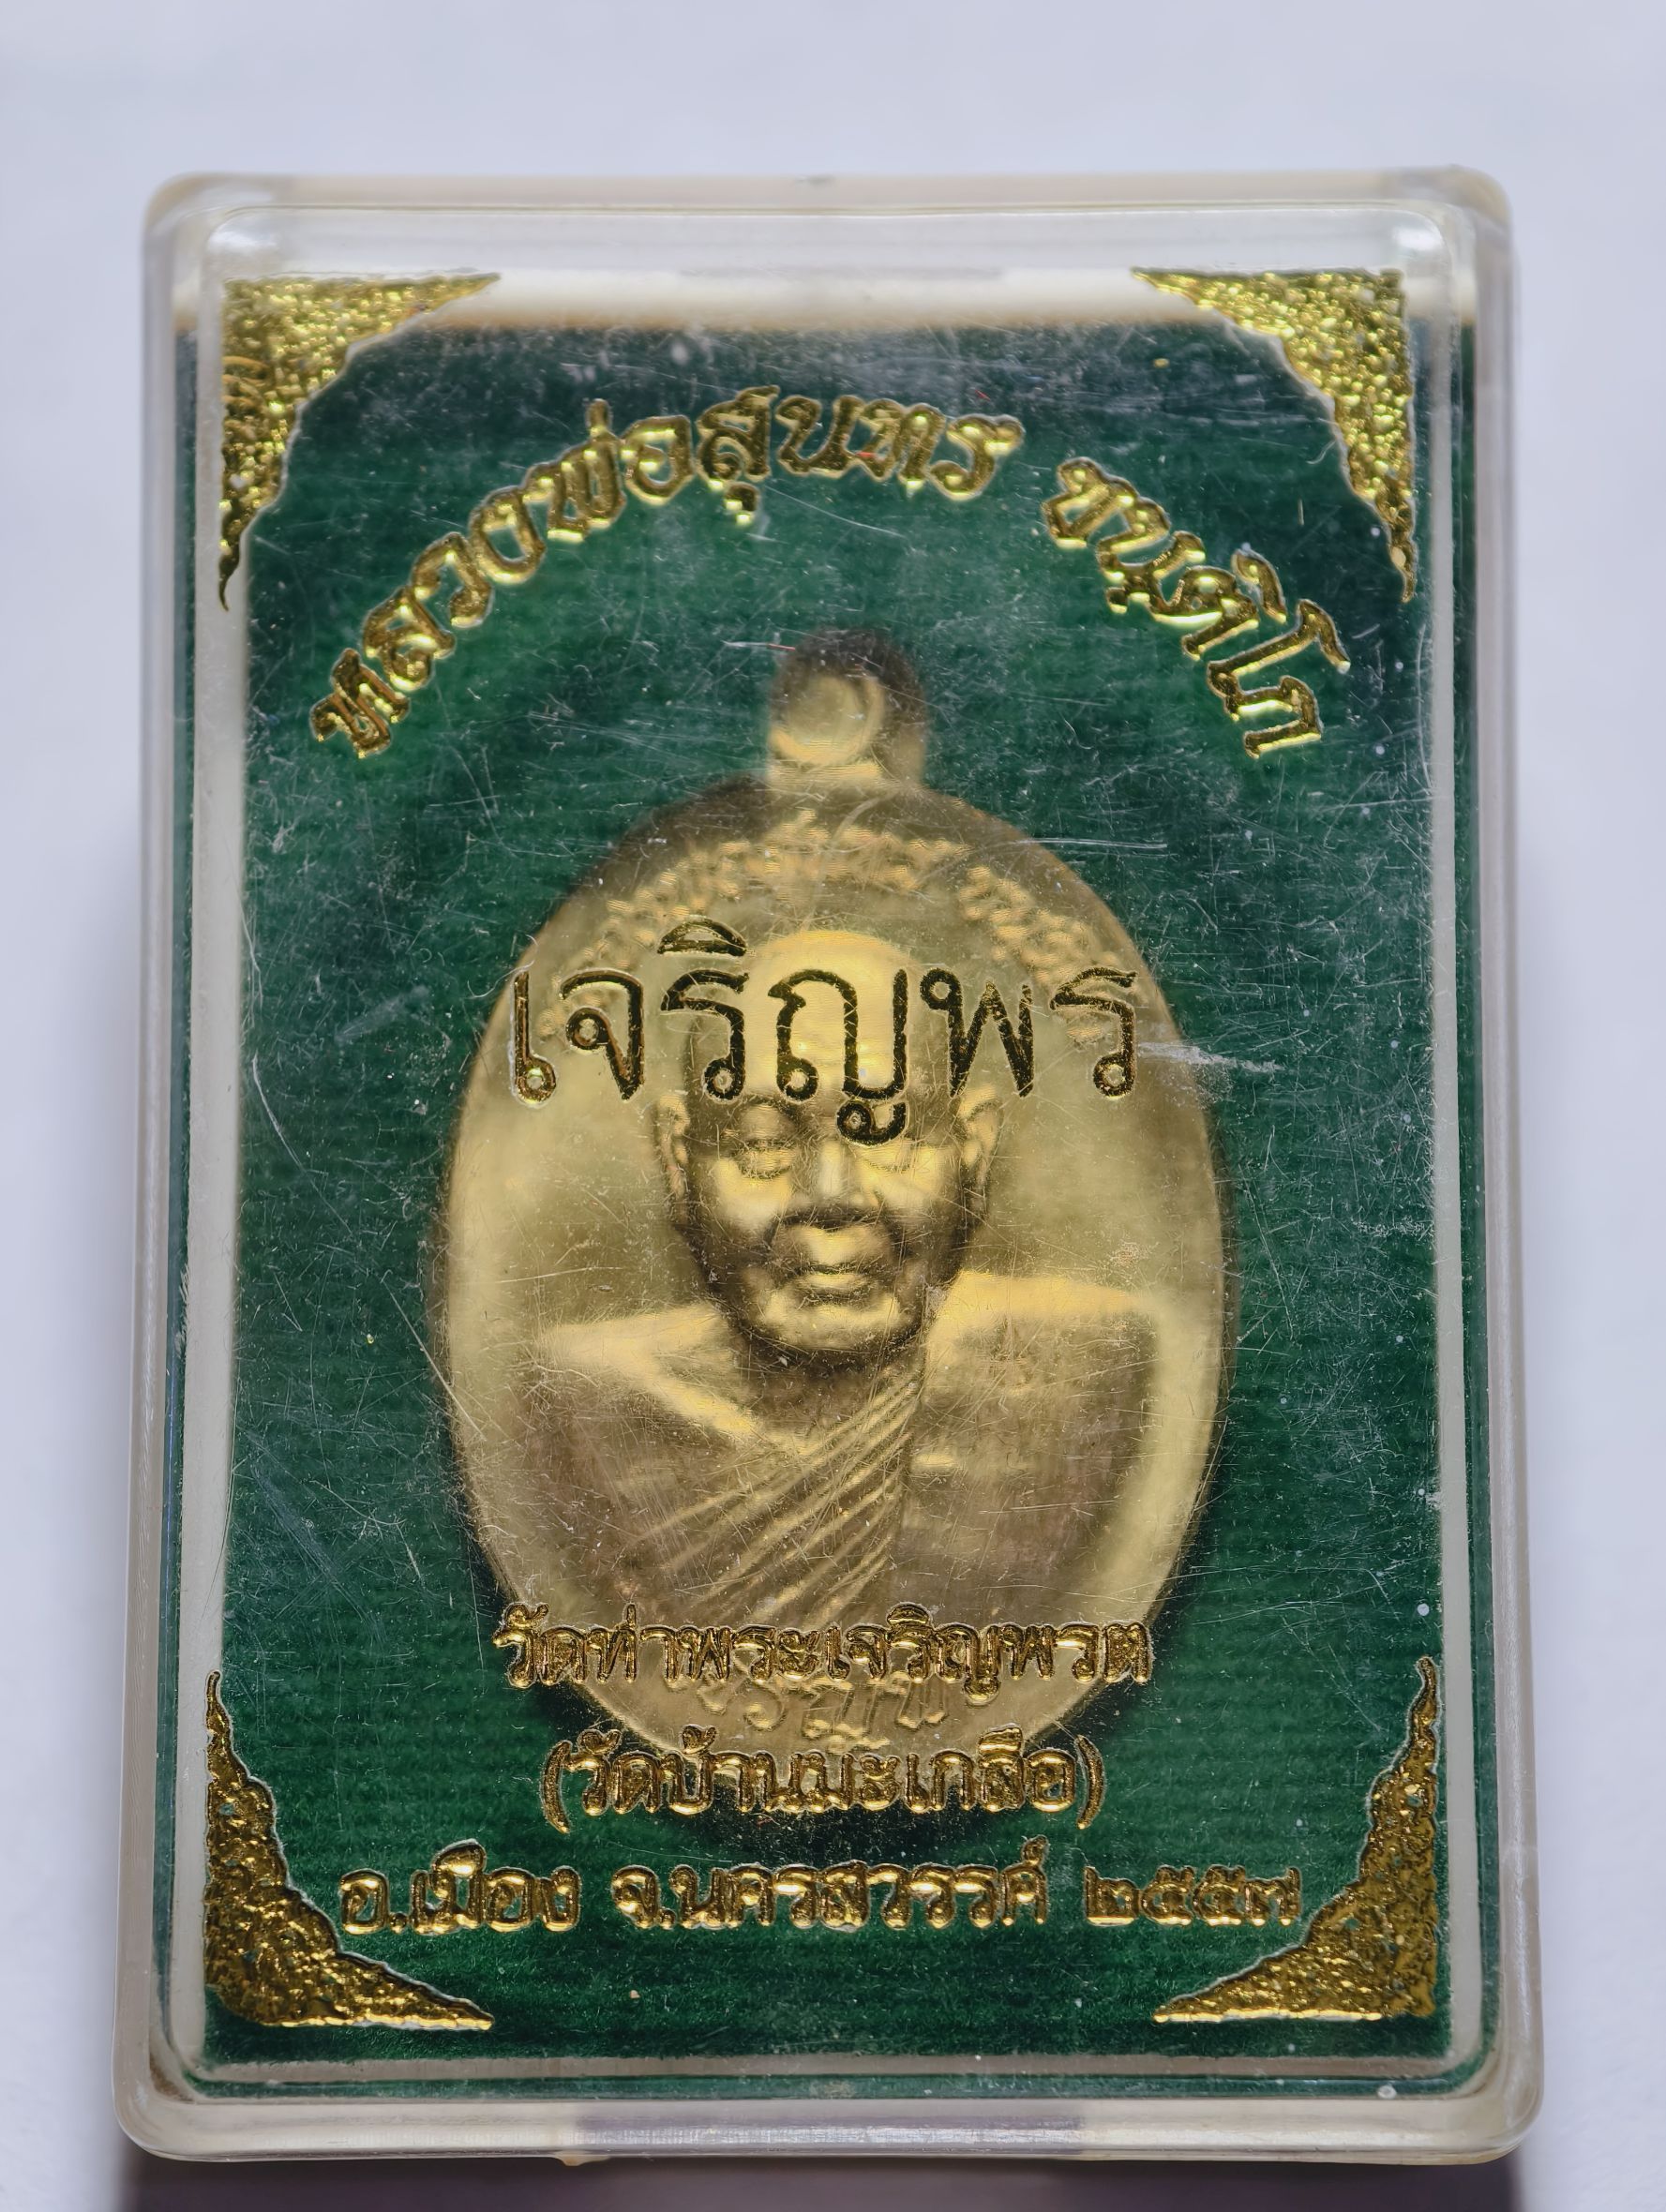 หลวงพ่อสุนทร ขนฺติโก
เจริญพร
วัดท่าพระเจริญพรต
(วัดบ้านมะเกลือ)
อ.เมือง จ.นครสวรรค์ ๒๕๕๗